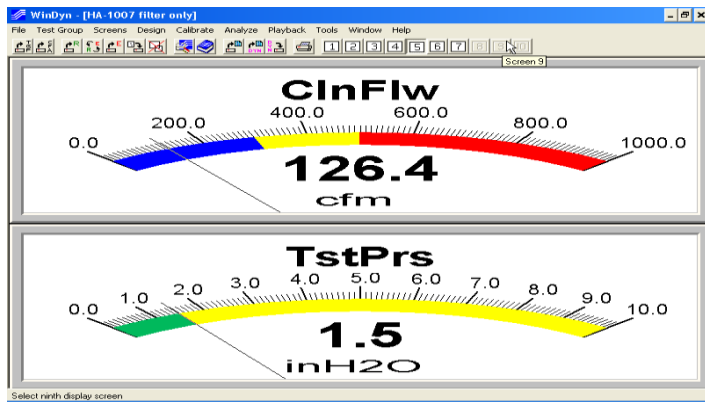 WinDyn - [HA-1007 filter only]
File Test Group Screens Design Calibrate Analyze Playback Tools Window Help
1 2 3 4 5 6 7 8 9 10
Screen 9
ClnFlw
0.0 200.0 400.0 600.0 800.0 1000.0
126.4
cfm
TstPrs
0.0 1.0 2.0 3.0 4.0 5.0 6.0 7.0 8.0 9.0 10.0
1.5
inH2O
Select ninth display screen